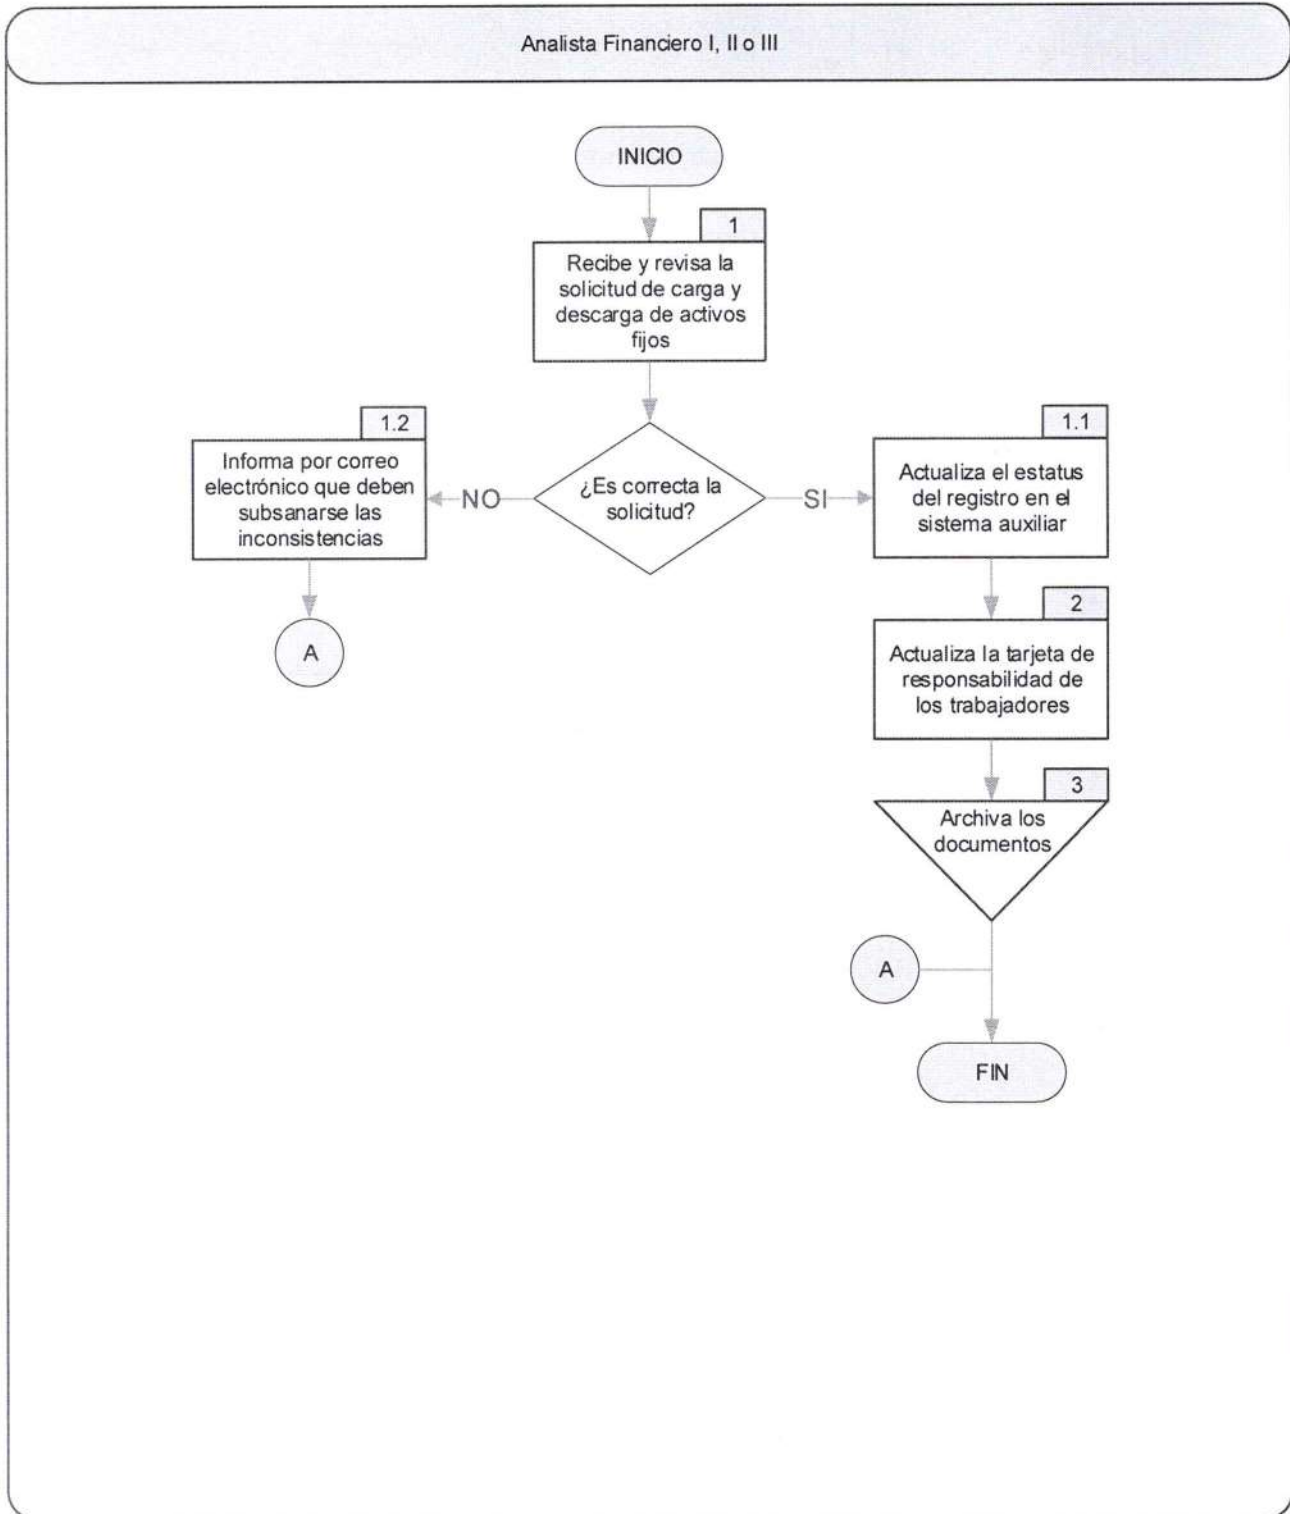 Analista Financiero I, II o III
INICIO
1
Recibe y revisa la
solicitud de carga y
descarga de activos
fijos
¿Es correcta la
solicitud?
NO
SI
1.2
Informa por correo
electrónico que deben
subsanarse las
inconsistencias
A
1.1
Actualiza el estatus
del registro en el
sistema auxiliar
2
Actualiza la tarjeta de
responsabilidad de
los trabajadores
3
Archiva los
documentos
A
FIN